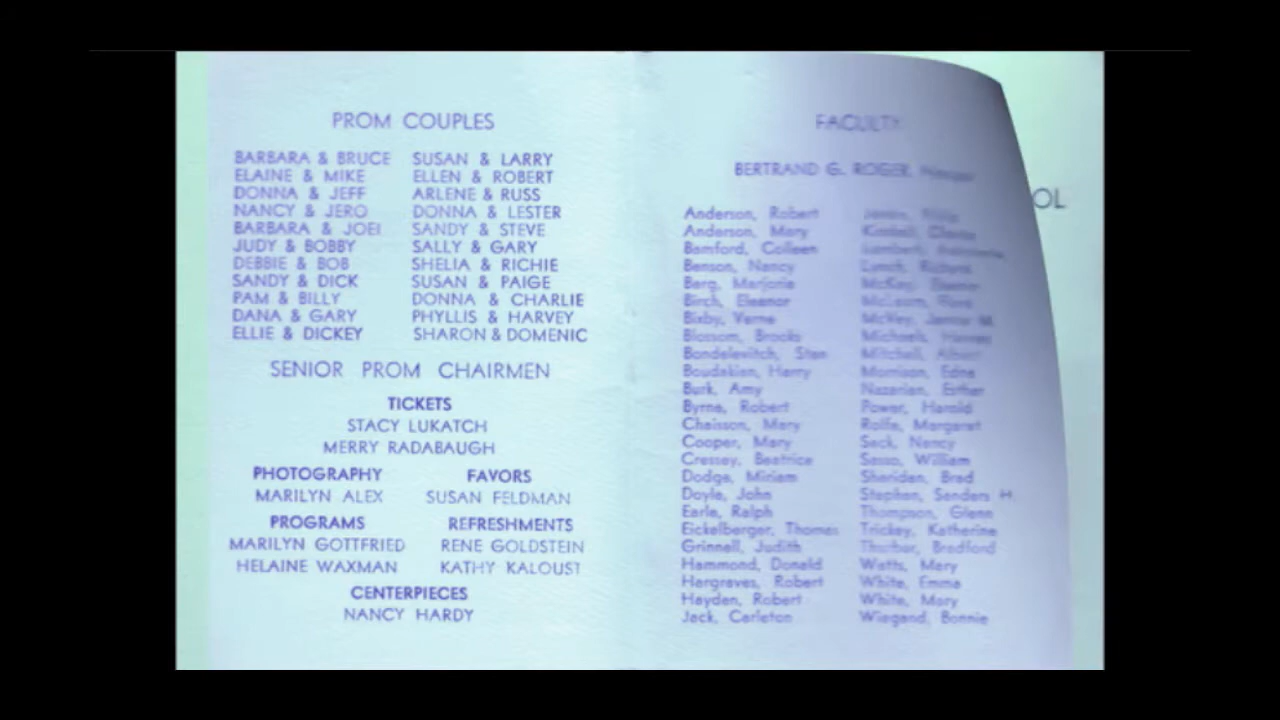 PROM COUPLES
BARBARA & BRUCE
ELAINE & MIKE
DONNA & JEFF
NANCY & JERO
BARBARA & JOEL
JUDY & BOBBY
DEBBIE & BOB
SANDY & DICK
PAM & BILLY
DANA & GARY
ELLIE & DICKEY
SUSAN & LARRY
ELLEN & ROBERT
ARLENE & RUSS
DONNA & LESTER
SANDY & STEVE
SALLY & GARY
SHELIA & RICHIE
SUSAN & PAIGE
DONNA & CHARLIE
PHYLLIS & HARVEY
SHARON & DOMENIC
SENIOR PROM CHAIRMEN
TICKETS
STACY LUKATCH
MERRY RADABAUGH
PHOTOGRAPHY
MARILYN ALEX
FAVORS
SUSAN FELDMAN
PROGRAMS
MARILYN GOTTFRIED
HELAINE WAXMAN
REFRESHMENTS
RENE GOLDSTEIN
KATHY KALOUST
CENTERPIECES
NANCY HARDY
FACULTY
BERTRAND G. ROGER,
Anderson, Robert
Anderson, Mary
Bamford, Colleen
Benson, Nancy
Berg, Marjorie
Birch, Eleanor
Bixby, Verne
Blossom, Brooks
Bondelevitch, Stan
Boudakian, Harry
Burk, Amy
Byrne, Robert
Chaisson, Mary
Cooper, Mary
Cressey, Beatrice
Dodge, Miriam
Doyle, John
Earle, Ralph
Eickelberger, Thomas
Grinnell, Judith
Hammond, Donald
Hargraves, Robert
Hayden, Robert
Jack, Carleton
Kimball,
Lynch,
McKay,
McVey,
Michaels,
Mitchell, Albert
Morrison, Edna
Nazarian, Esther
Power, Harold
Rolfe, Margaret
Sack, Nancy
Sasso, William
Sheridan, Brad
Stephan, Sanders H.
Thompson, Glenn
Trickey, Katherine
Thurber, Bradford
Watts, Mary
White, Emma
White, Mary
Wiegand, Bonnie
OL